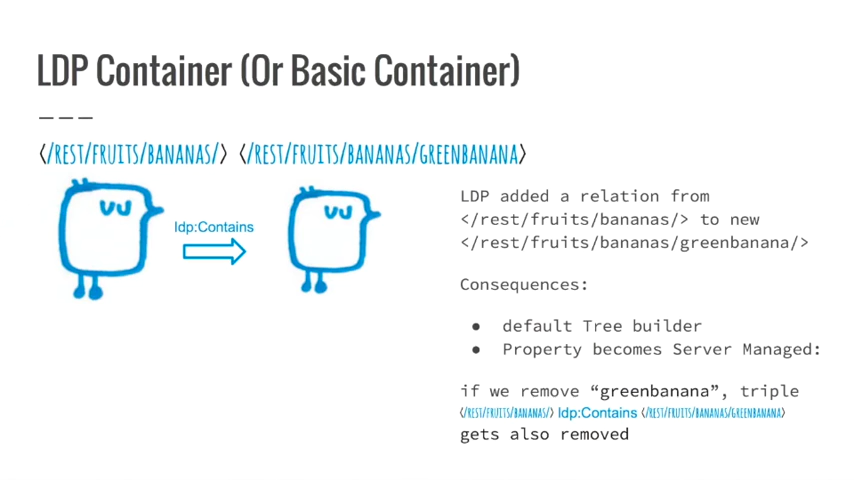 LDP Container (Or Basic Container)
___
</REST/FRUITS/BANANAS/> </REST/FRUITS/BANANAS/GREENBANANA>
ldp:Contains
LDP added a relation from
</rest/fruits/bananas/> to new
</rest/fruits/bananas/greenbanana/>
Consequences:
● default Tree builder
● Property becomes Server Managed:
if we remove “greenbanana”, triple
</REST/FRUITS/BANANAS/> ldp:Contains </REST/FRUITS/BANANAS/GREENBANANA>
gets also removed